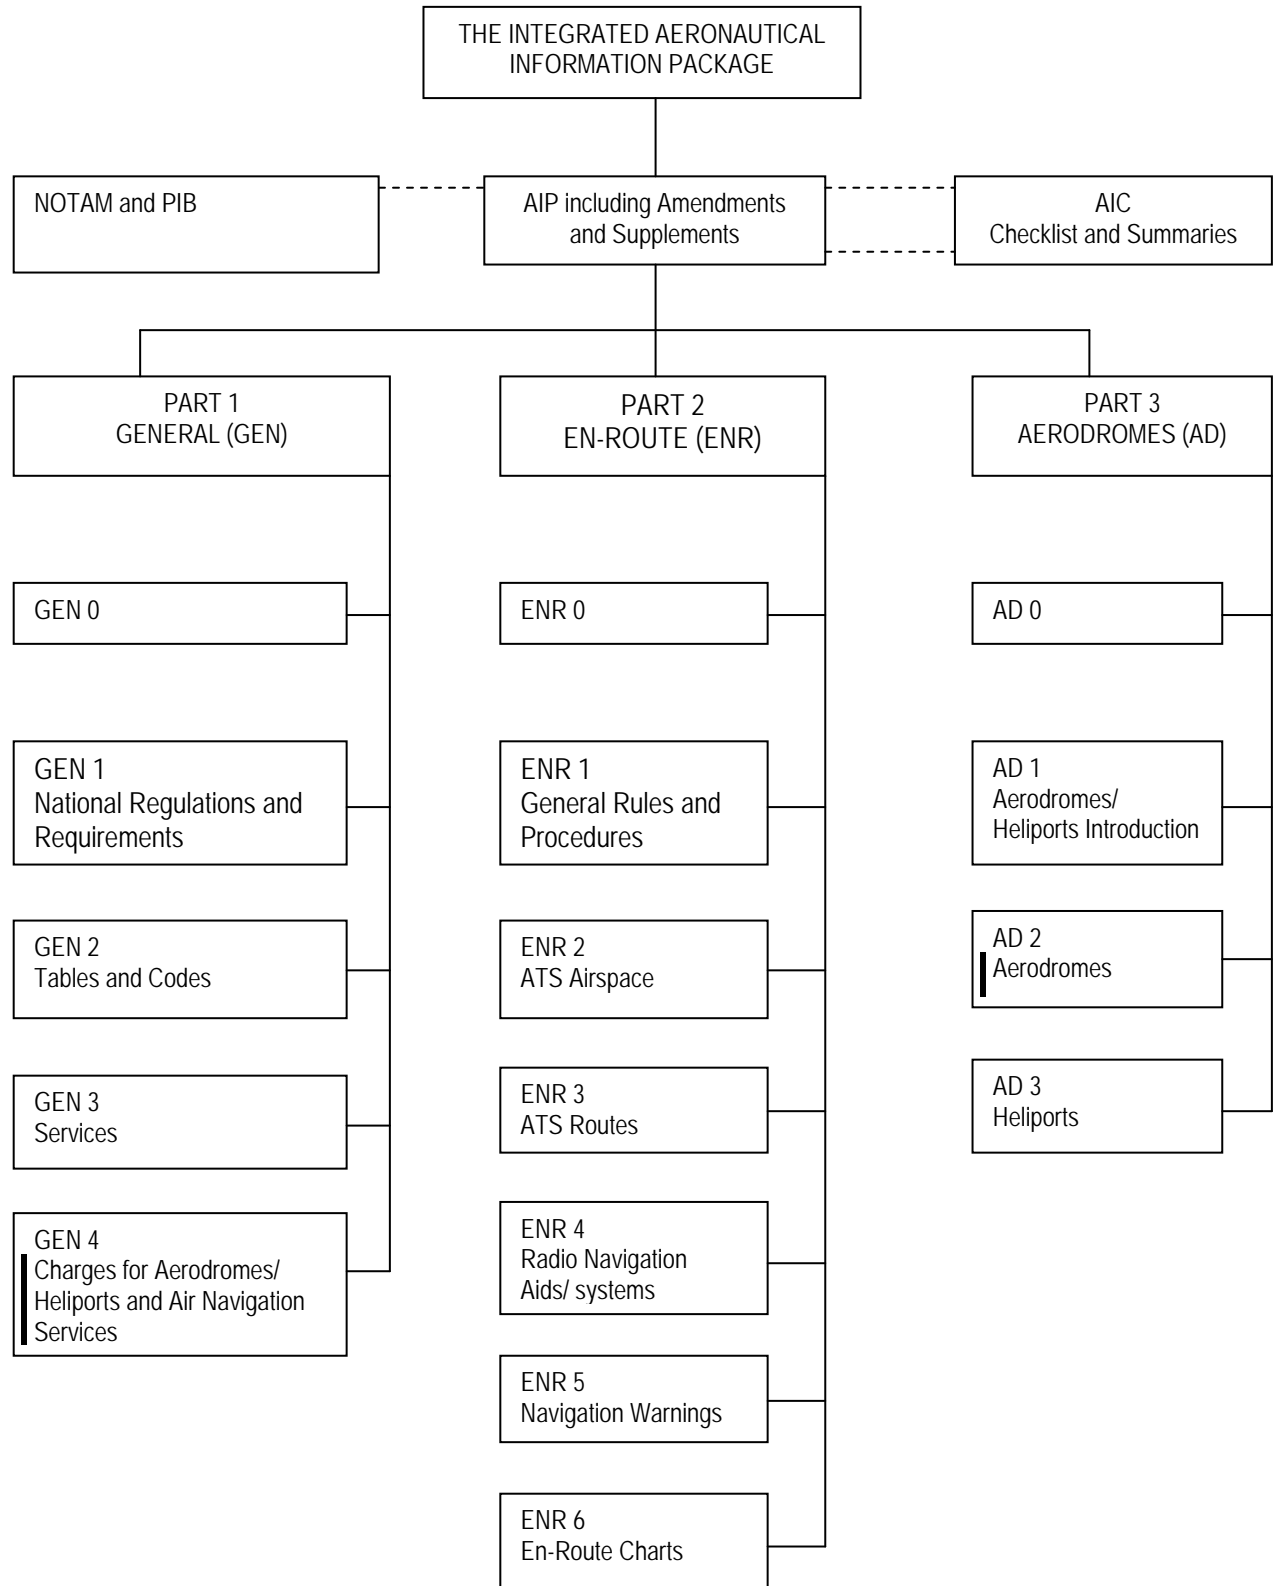 THE INTEGRATED AERONAUTICAL
INFORMATION PACKAGE
NOTAM and PIB
AIP including Amendments
and Supplements
AIC
Checklist and Summaries
PART 1
GENERAL (GEN)
PART 2
EN-ROUTE (ENR)
PART 3
AERODROMES (AD)
GEN 0
GEN 1
National Regulations and
Requirements
GEN 2
Tables and Codes
GEN 3
Services
GEN 4
Charges for Aerodromes/
Heliports and Air Navigation
Services
ENR 0
ENR 1
General Rules and
Procedures
ENR 2
ATS Airspace
ENR 3
ATS Routes
ENR 4
Radio Navigation
Aids/ systems
ENR 5
Navigation Warnings
ENR 6
En-Route Charts
AD 0
AD 1
Aerodromes/
Heliports Introduction
AD 2
Aerodromes
AD 3
Heliports